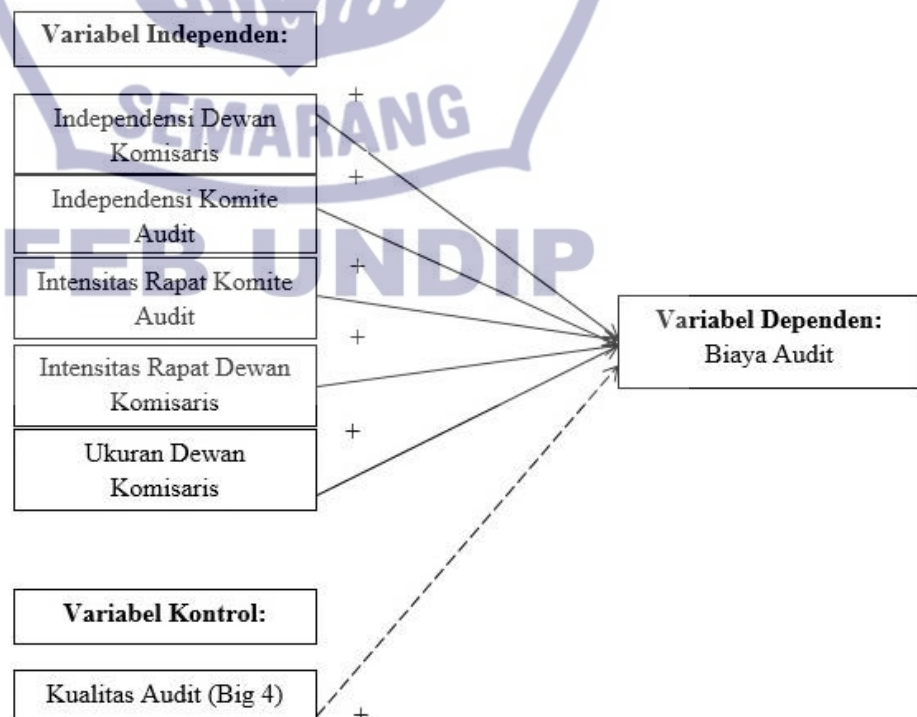 Variabel Independen:
SEMARANG
+
Independensi Dewan
Komisaris
+
Independensi Komite
Audit
FEB UNDIP
+
Intensitas Rapat Komite
Audit
Variabel Dependen:
Biaya Audit
+
Intensitas Rapat Dewan
Komisaris
+
Ukuran Dewan
Komisaris
Variabel Kontrol:
Kualitas Audit (Big 4)
+